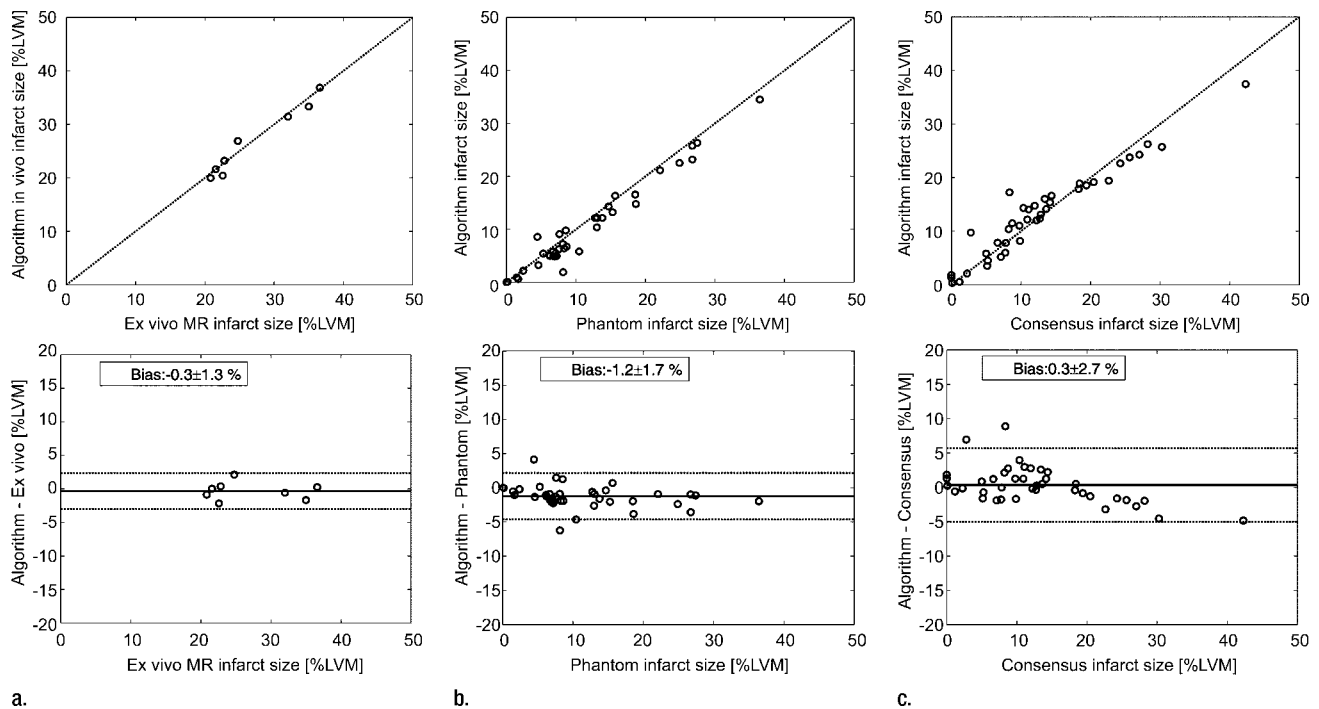 50
40
30
20
10
0
Algorithm in vivo infarct size [%LVM]
0 10 20 30 40 50
Ex vivo MR infarct size [%LVM]
50
40
30
20
10
0
Algorithm infarct size [%LVM]
0 10 20 30 40 50
Phantom infarct size [%LVM]
50
40
30
20
10
0
Algorithm infarct size [%LVM]
0 10 20 30 40 50
Consensus infarct size [%LVM]
20
15
10
5
0
-5
-10
-15
-20
Algorithm - Ex vivo [%LVM]
Bias:-0.3±1.3 %
0 10 20 30 40 50
Ex vivo MR infarct size [%LVM]
20
15
10
5
0
-5
-10
-15
-20
Algorithm - Phantom [%LVM]
Bias:-1.2±1.7 %
0 10 20 30 40 50
Phantom infarct size [%LVM]
20
15
10
5
0
-5
-10
-15
-20
Algorithm - Consensus [%LVM]
Bias:0.3±2.7 %
0 10 20 30 40 50
Consensus infarct size [%LVM]
a.
b.
c.